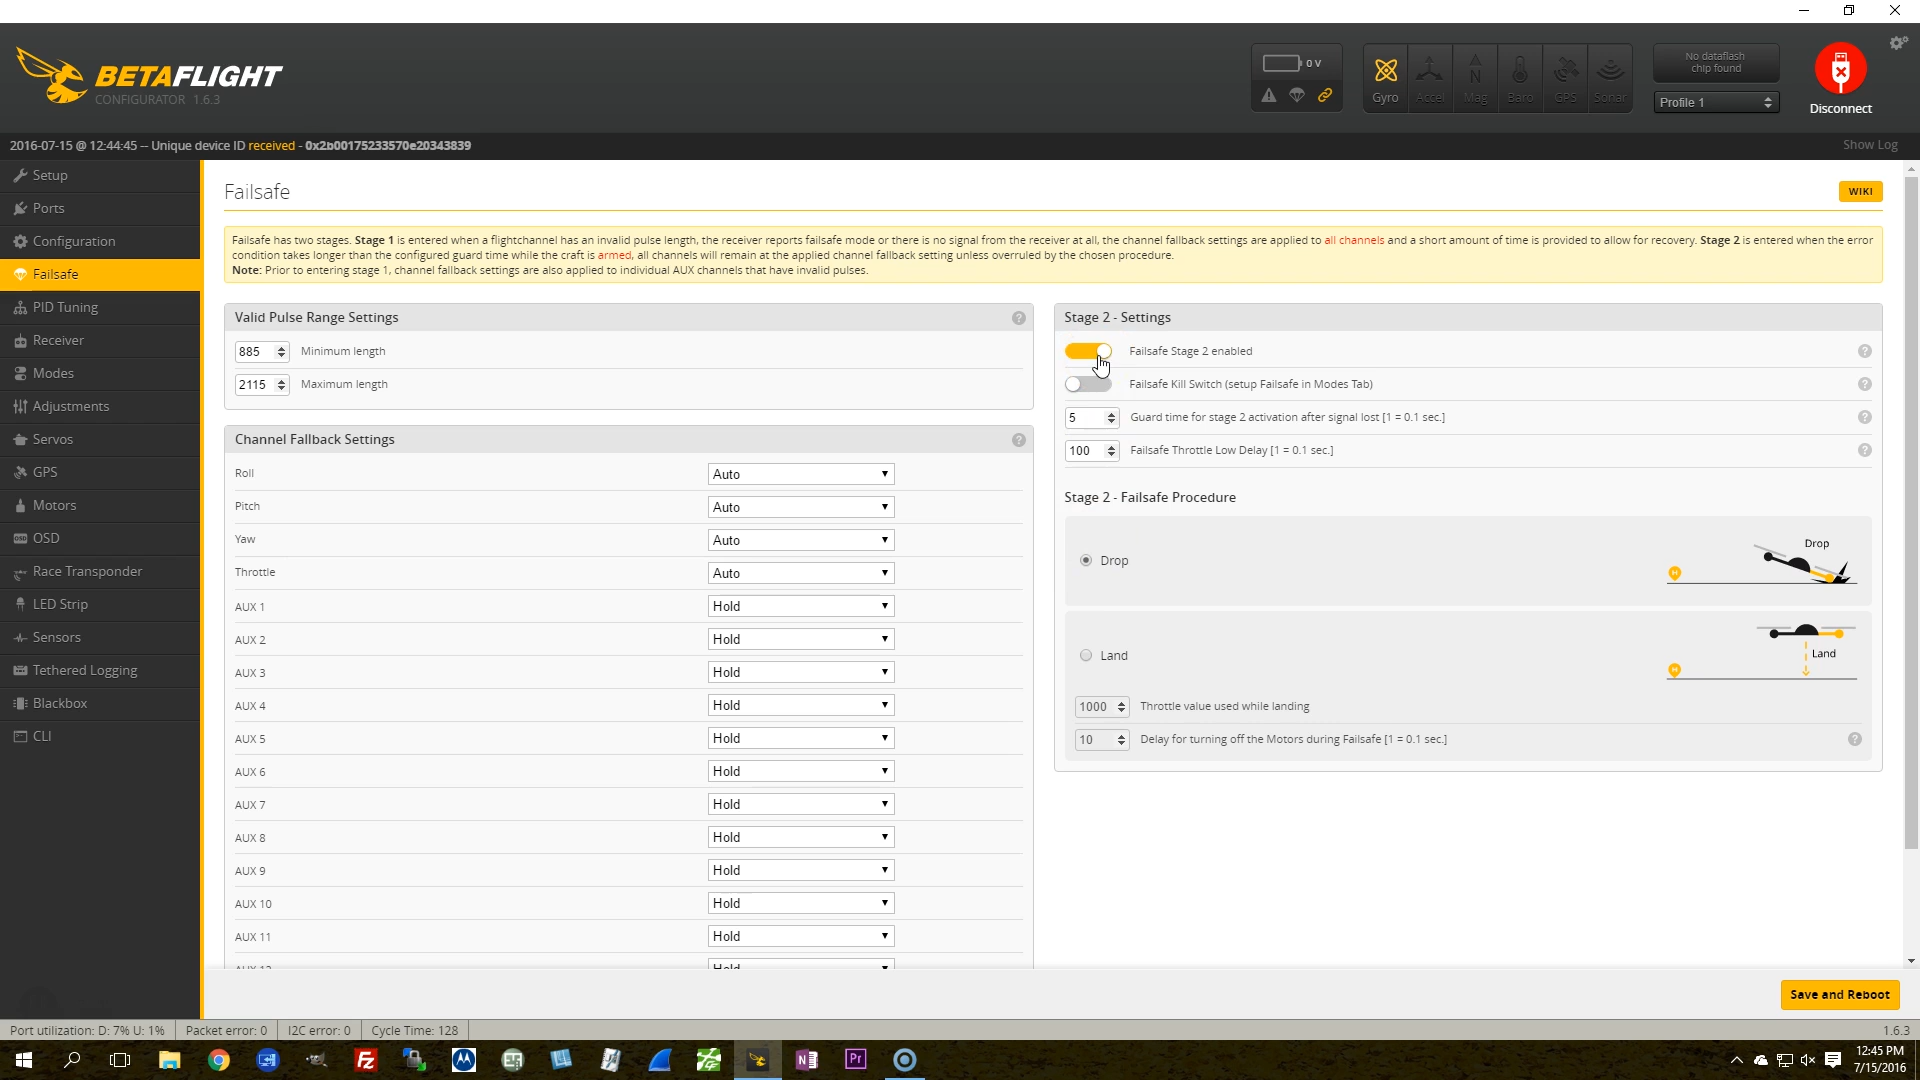 BETAFLIGHT
CONFIGURATOR 1.6.3
0 V
Gyro
Accel
Mag
Baro
GPS
Sonar
No dataflash
chip found
Profile 1
Disconnect
2016-07-15 @ 12:44:45 -- Unique device ID received - 0x2b00175233570e20343839
Show Log
Setup
Ports
Configuration
Failsafe
PID Tuning
Receiver
Modes
Adjustments
Servos
GPS
Motors
OSD
Race Transponder
LED Strip
Sensors
Tethered Logging
Blackbox
CLI
Failsafe
WIKI
Failsafe has two stages. Stage 1 is entered when a flightchannel has an invalid pulse length, the receiver reports failsafe mode or there is no signal from the receiver at all, the channel fallback settings are applied to all channels and a short amount of time is provided to allow for recovery. Stage 2 is entered when the error
condition takes longer than the configured guard time while the craft is armed, all channels will remain at the applied channel fallback setting unless overruled by the chosen procedure.
Note: Prior to entering stage 1, channel fallback settings are also applied to individual AUX channels that have invalid pulses.
Valid Pulse Range Settings
885 Minimum length
2115 Maximum length
Channel Fallback Settings
Roll Auto
Pitch Auto
Yaw Auto
Throttle Auto
AUX 1 Hold
AUX 2 Hold
AUX 3 Hold
AUX 4 Hold
AUX 5 Hold
AUX 6 Hold
AUX 7 Hold
AUX 8 Hold
AUX 9 Hold
AUX 10 Hold
AUX 11 Hold
AUX 12 Hold
Stage 2 - Settings
Failsafe Stage 2 enabled
Failsafe Kill Switch (setup Failsafe in Modes Tab)
5 Guard time for stage 2 activation after signal lost [1 = 0.1 sec.]
100 Failsafe Throttle Low Delay [1 = 0.1 sec.]
Stage 2 - Failsafe Procedure
Drop
Drop
Land
Land
1000 Throttle value used while landing
10 Delay for turning off the Motors during Failsafe [1 = 0.1 sec.]
Save and Reboot
Port utilization: D: 7% U: 1%
Packet error: 0
I2C error: 0
Cycle Time: 128
1.6.3
12:45 PM
7/15/2016